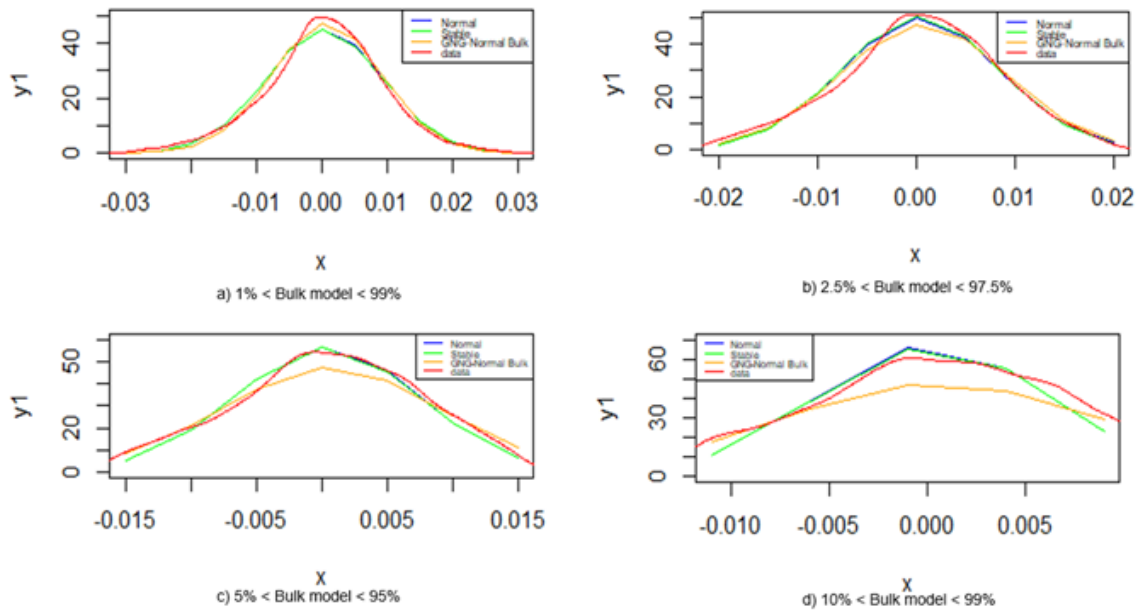 y1
40
20
0
Normal
Stable
GNG-Normal Bulk
data
-0.03 -0.01 0.00 0.01 0.02 0.03
X
a) 1% < Bulk model < 99%
y1
40
20
0
Normal
Stable
GNG-Normal Bulk
data
-0.02 -0.01 0.00 0.01 0.02
X
b) 2.5% < Bulk model < 97.5%
y1
50
20
0
Normal
Stable
GNG-Normal Bulk
data
-0.015 -0.005 0.005 0.015
X
c) 5% < Bulk model < 95%
y1
60
30
0
Normal
Stable
GNG-Normal Bulk
data
-0.010 -0.005 0.000 0.005
X
d) 10% < Bulk model < 99%